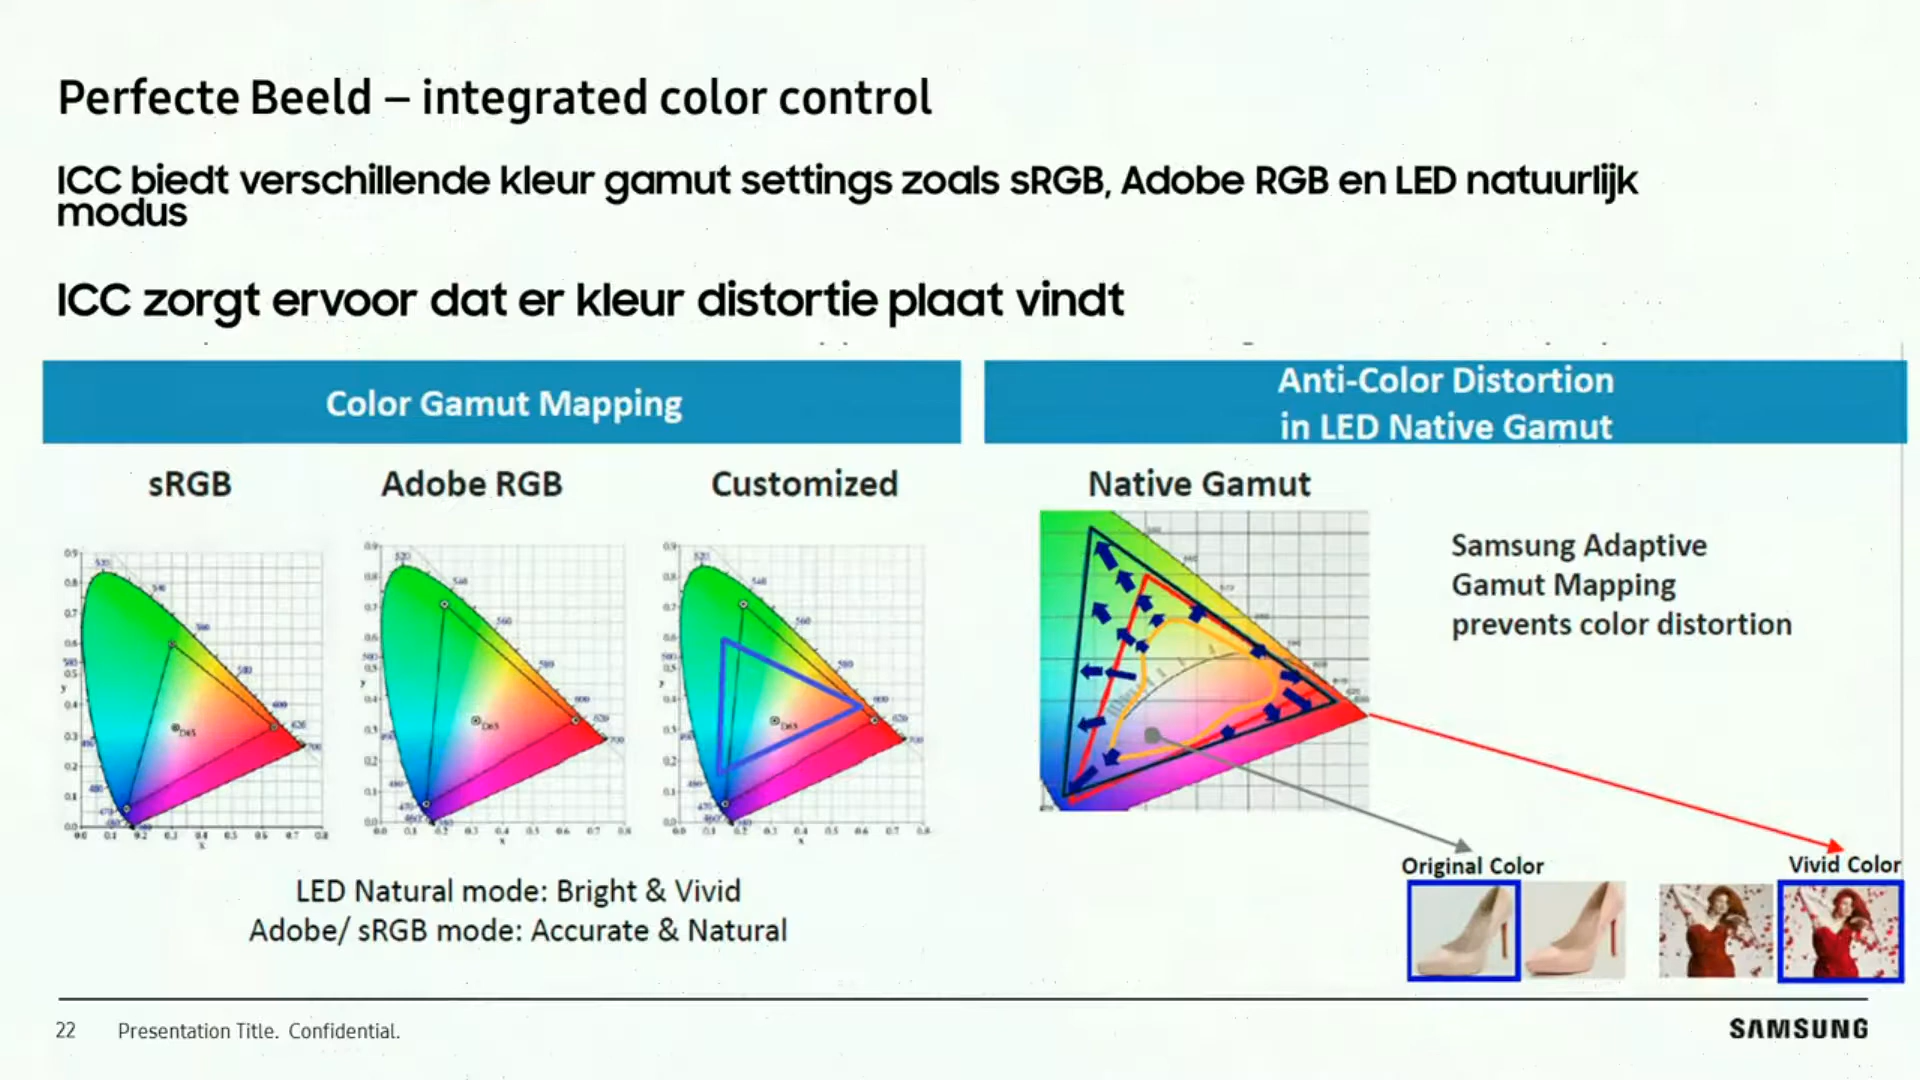 Perfecte Beeld – integrated color control
ICC biedt verschillende kleur gamut settings zoals sRGB, Adobe RGB en LED natuurlijk
modus
ICC zorgt ervoor dat er kleur distortie plaat vindt
Color Gamut Mapping
Anti-Color Distortion
in LED Native Gamut
sRGB
Adobe RGB
Customized
Native Gamut
Samsung Adaptive
Gamut Mapping
prevents color distortion
D65
D65
D65
LED Natural mode: Bright & Vivid
Adobe/ sRGB mode: Accurate & Natural
Original Color
Vivid Color
22
Presentation Title. Confidential.
SAMSUNG